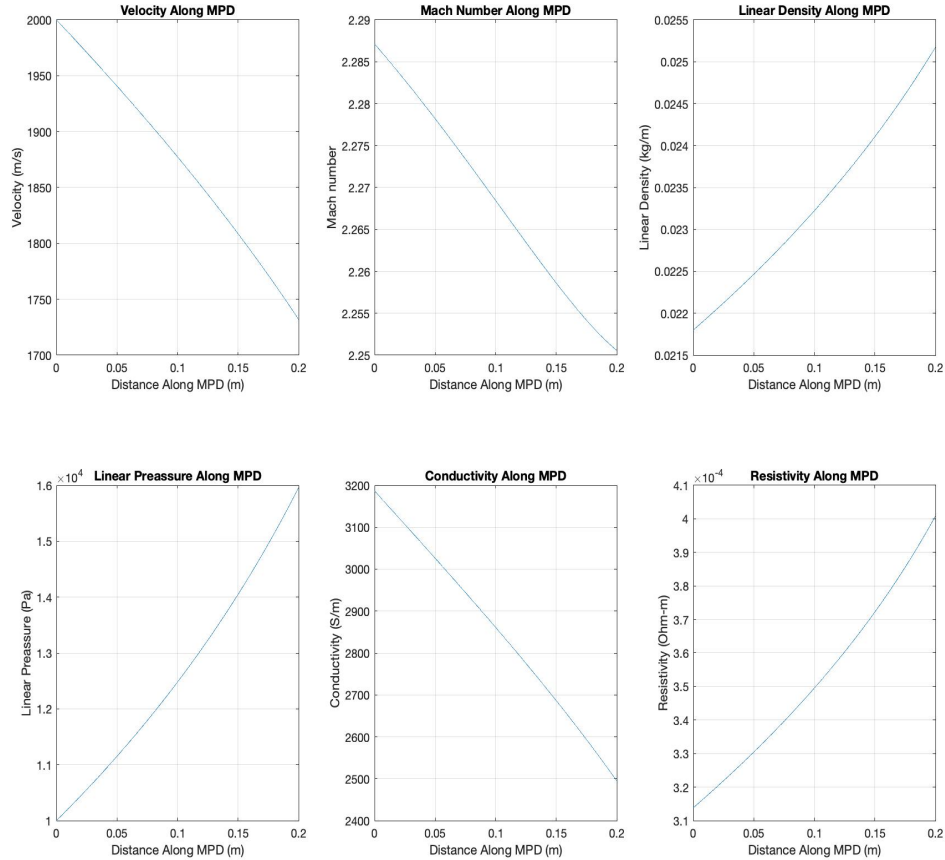 Velocity Along MPD
2000
1950
1900
1850
1800
1750
1700
Velocity (m/s)
0 0.05 0.1 0.15 0.2
Distance Along MPD (m)
Mach Number Along MPD
2.29
2.285
2.28
2.275
2.27
2.265
2.26
2.255
2.25
Mach number
0 0.05 0.1 0.15 0.2
Distance Along MPD (m)
Linear Density Along MPD
0.0255
0.025
0.0245
0.024
0.0235
0.023
0.0225
0.022
0.0215
Linear Density (kg/m)
0 0.05 0.1 0.15 0.2
Distance Along MPD (m)
×10⁴ Linear Preassure Along MPD
1.6
1.5
1.4
1.3
1.2
1.1
1
Linear Preassure (Pa)
0 0.05 0.1 0.15 0.2
Distance Along MPD (m)
Conductivity Along MPD
3200
3100
3000
2900
2800
2700
2600
2500
2400
Conductivity (S/m)
0 0.05 0.1 0.15 0.2
Distance Along MPD (m)
×10⁻⁴ Resistivity Along MPD
4.1
4
3.9
3.8
3.7
3.6
3.5
3.4
3.3
3.2
3.1
Resistivity (Ohm-m)
0 0.05 0.1 0.15 0.2
Distance Along MPD (m)